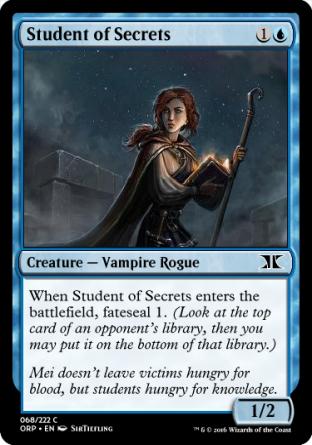 Student of Secrets 1
Creature — Vampire Rogue
When Student of Secrets enters the
battlefield, fateseal 1. (Look at the top
card of an opponent's library, then you
may put it on the bottom of that library.)
Mei doesn't leave victims hungry for
blood, but students hungry for knowledge.
1/2
068/222 C
ORP • EN SirTiefling
™ & © 2016 Wizards of the Coast